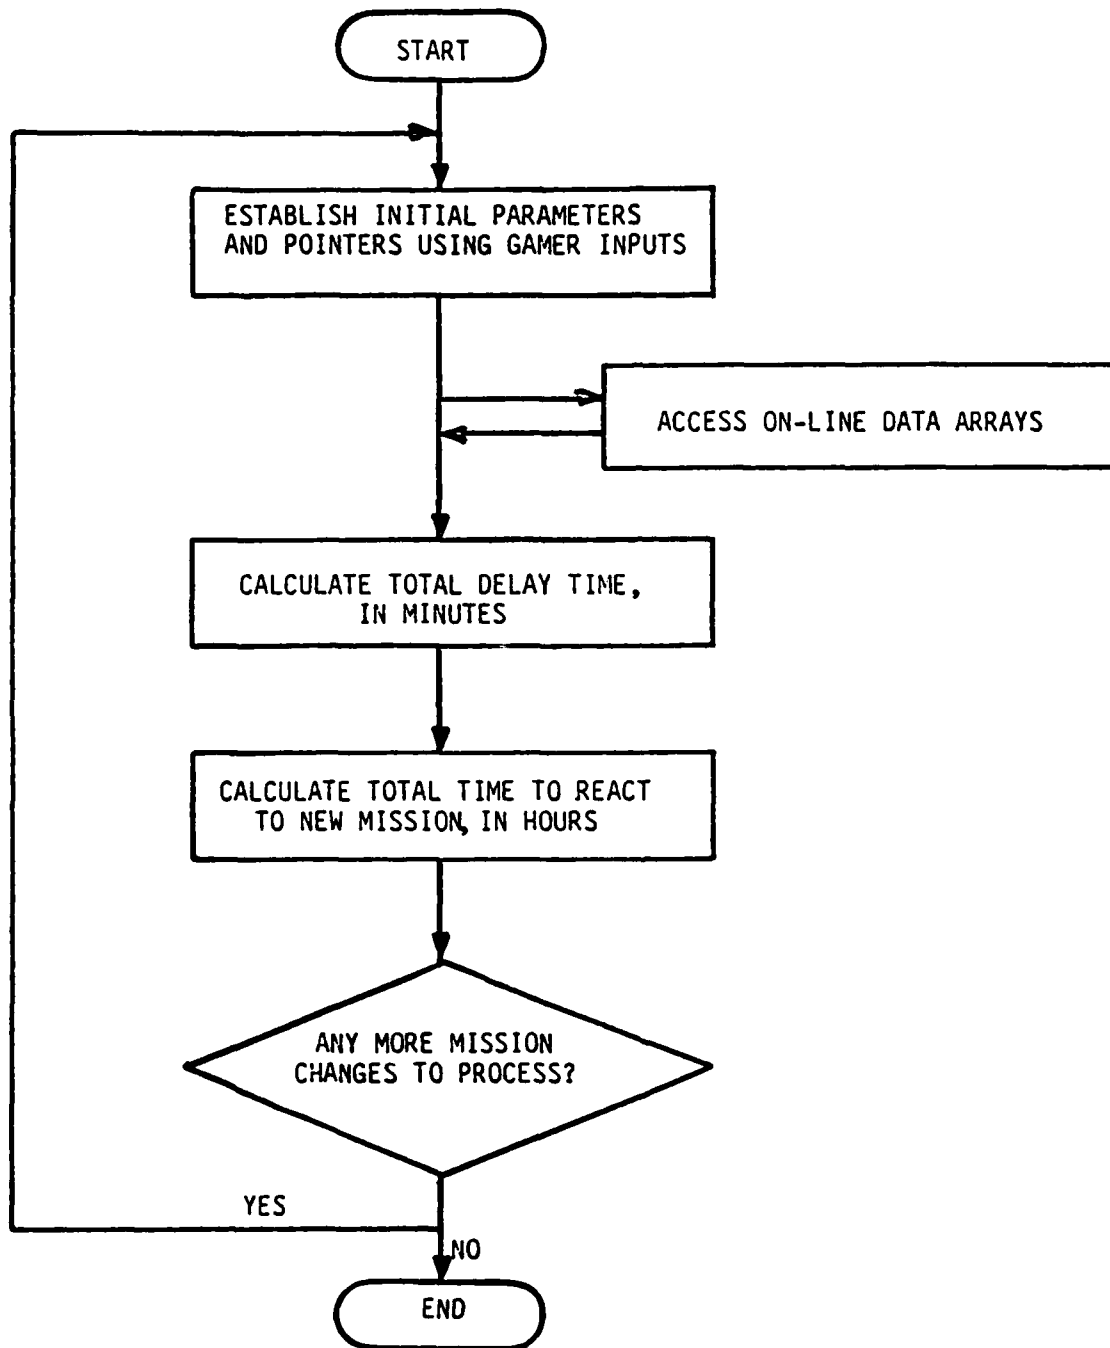 START
ESTABLISH INITIAL PARAMETERS
AND POINTERS USING GAMER INPUTS
ACCESS ON-LINE DATA ARRAYS
CALCULATE TOTAL DELAY TIME,
IN MINUTES
CALCULATE TOTAL TIME TO REACT
TO NEW MISSION, IN HOURS
ANY MORE MISSION
CHANGES TO PROCESS?
YES
NO
END